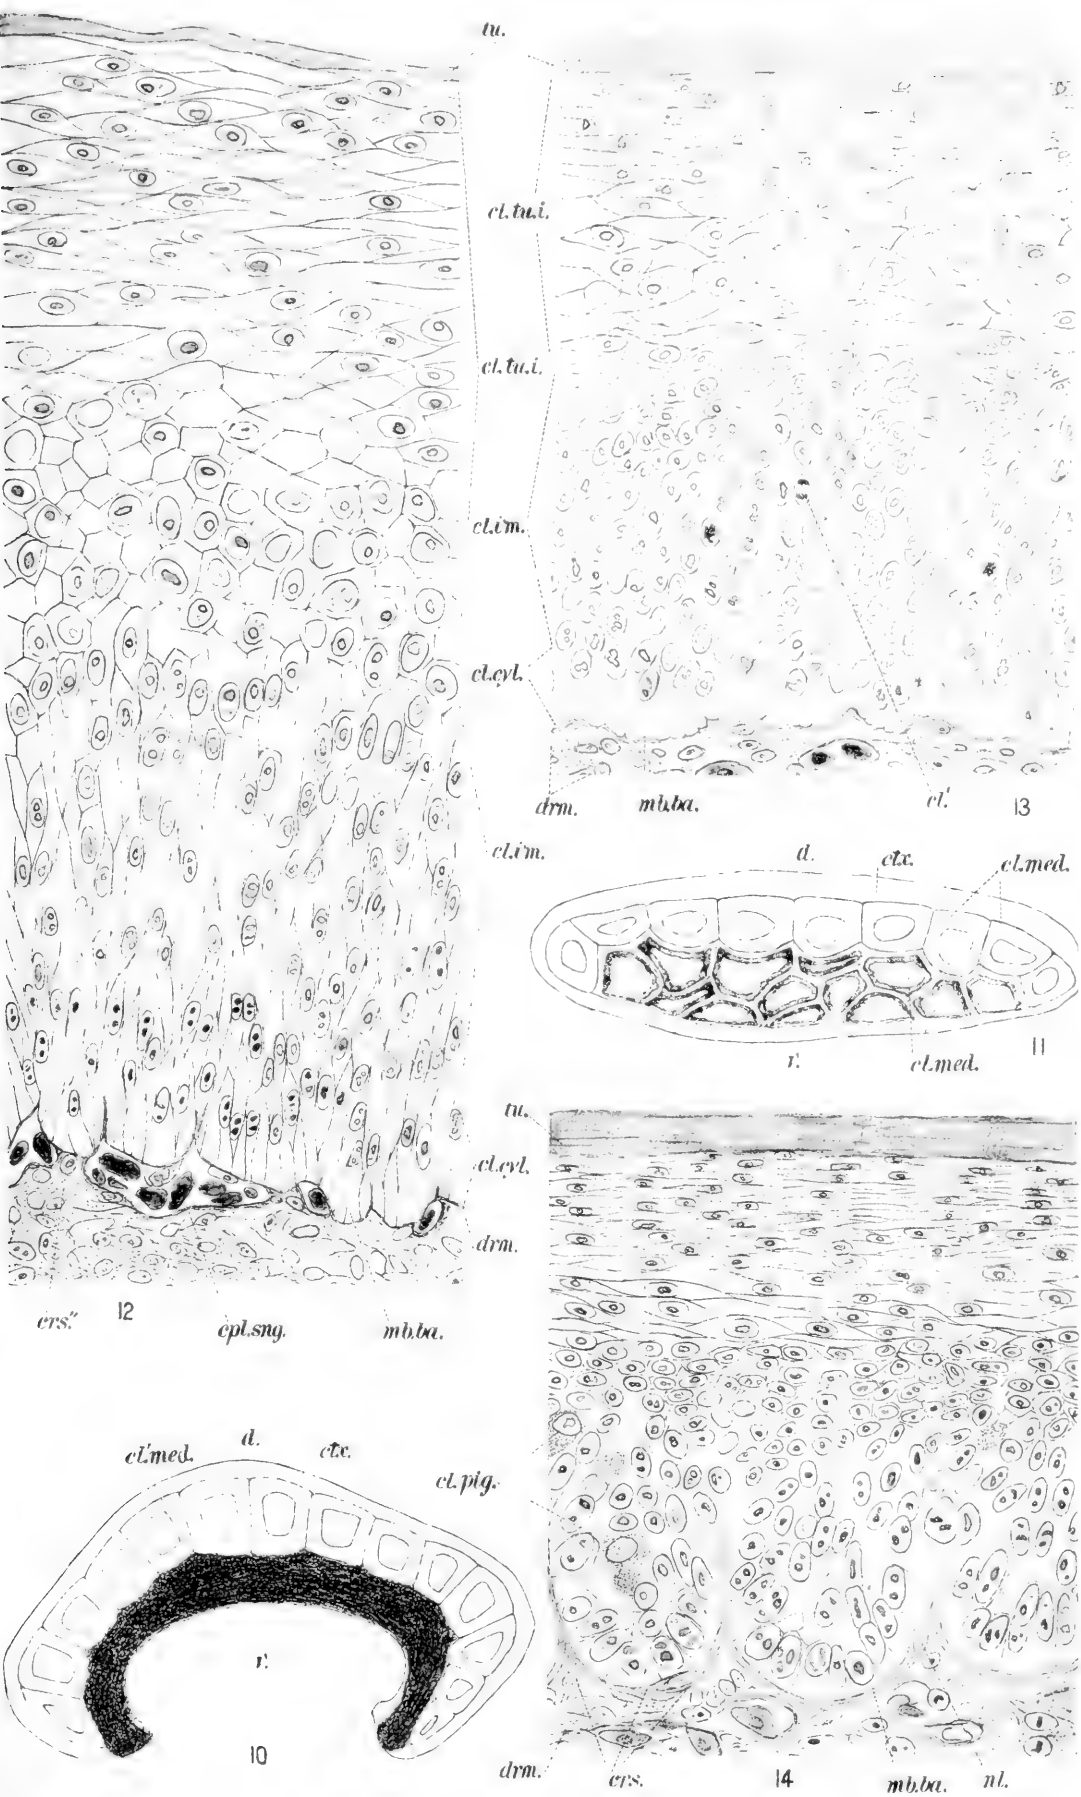 tu.
cl.tu.i.
cl.tu.i.
cl.im.
cl.cyl.
drm. mb.ba. cl.' 13
cl.im.
d. ctx. cl.med.
v. cl.med. 11
tu.
cl.cyl.
drm.
crs." 12 cpl.sng. mb.ba.
cl.'med. d. ctx.
cl.pig.
v.
10
drm. crs. 14 mb.ba. nl.